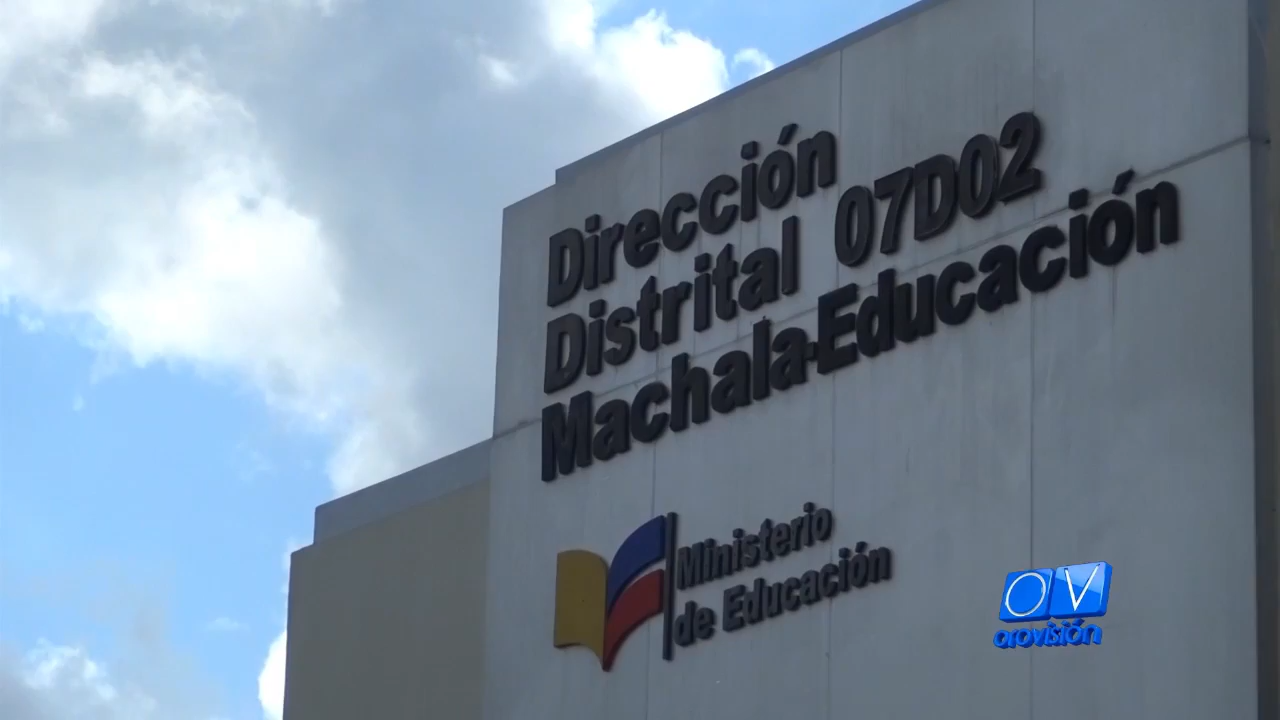 Dirección
Distrital 07D02
Machala-Educación
Ministerio
de Educación
OV
orovisión